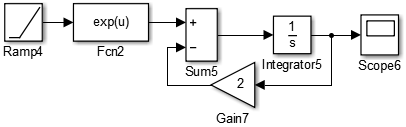 exp(u)
+
−
1
s
2
Ramp4
Fcn2
Sum5
Integrator5
Scope6
Gain7